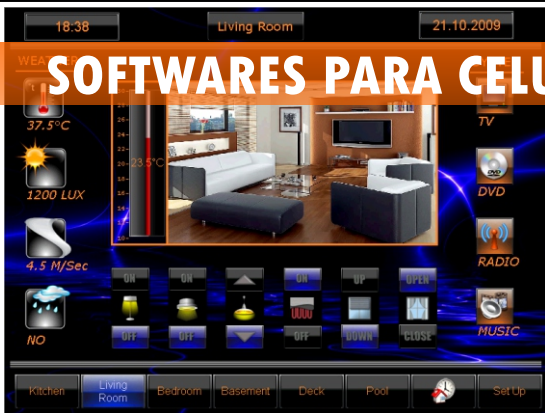 18:38
Living Room
21.10.2009
WEATHER
SOFTWARES PARA CELU
37.5°C
23.5°C
TV
1200 LUX
DVD
4.5 M/Sec
RADIO
NO
MUSIC
ON ON ON UP OPEN
OFF OFF OFF DOWN CLOSE
Kitchen Living Room Bedroom Basement Deck Pool Set Up